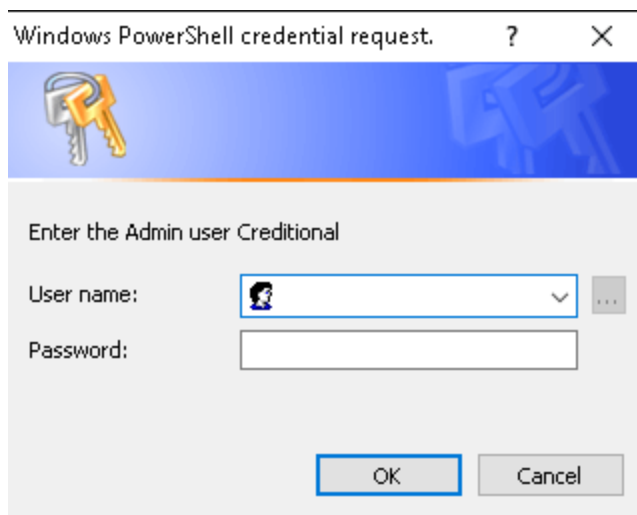 Windows PowerShell credential request. ?
Enter the Admin user Creditional
User name:
...
Password:
OK Cancel